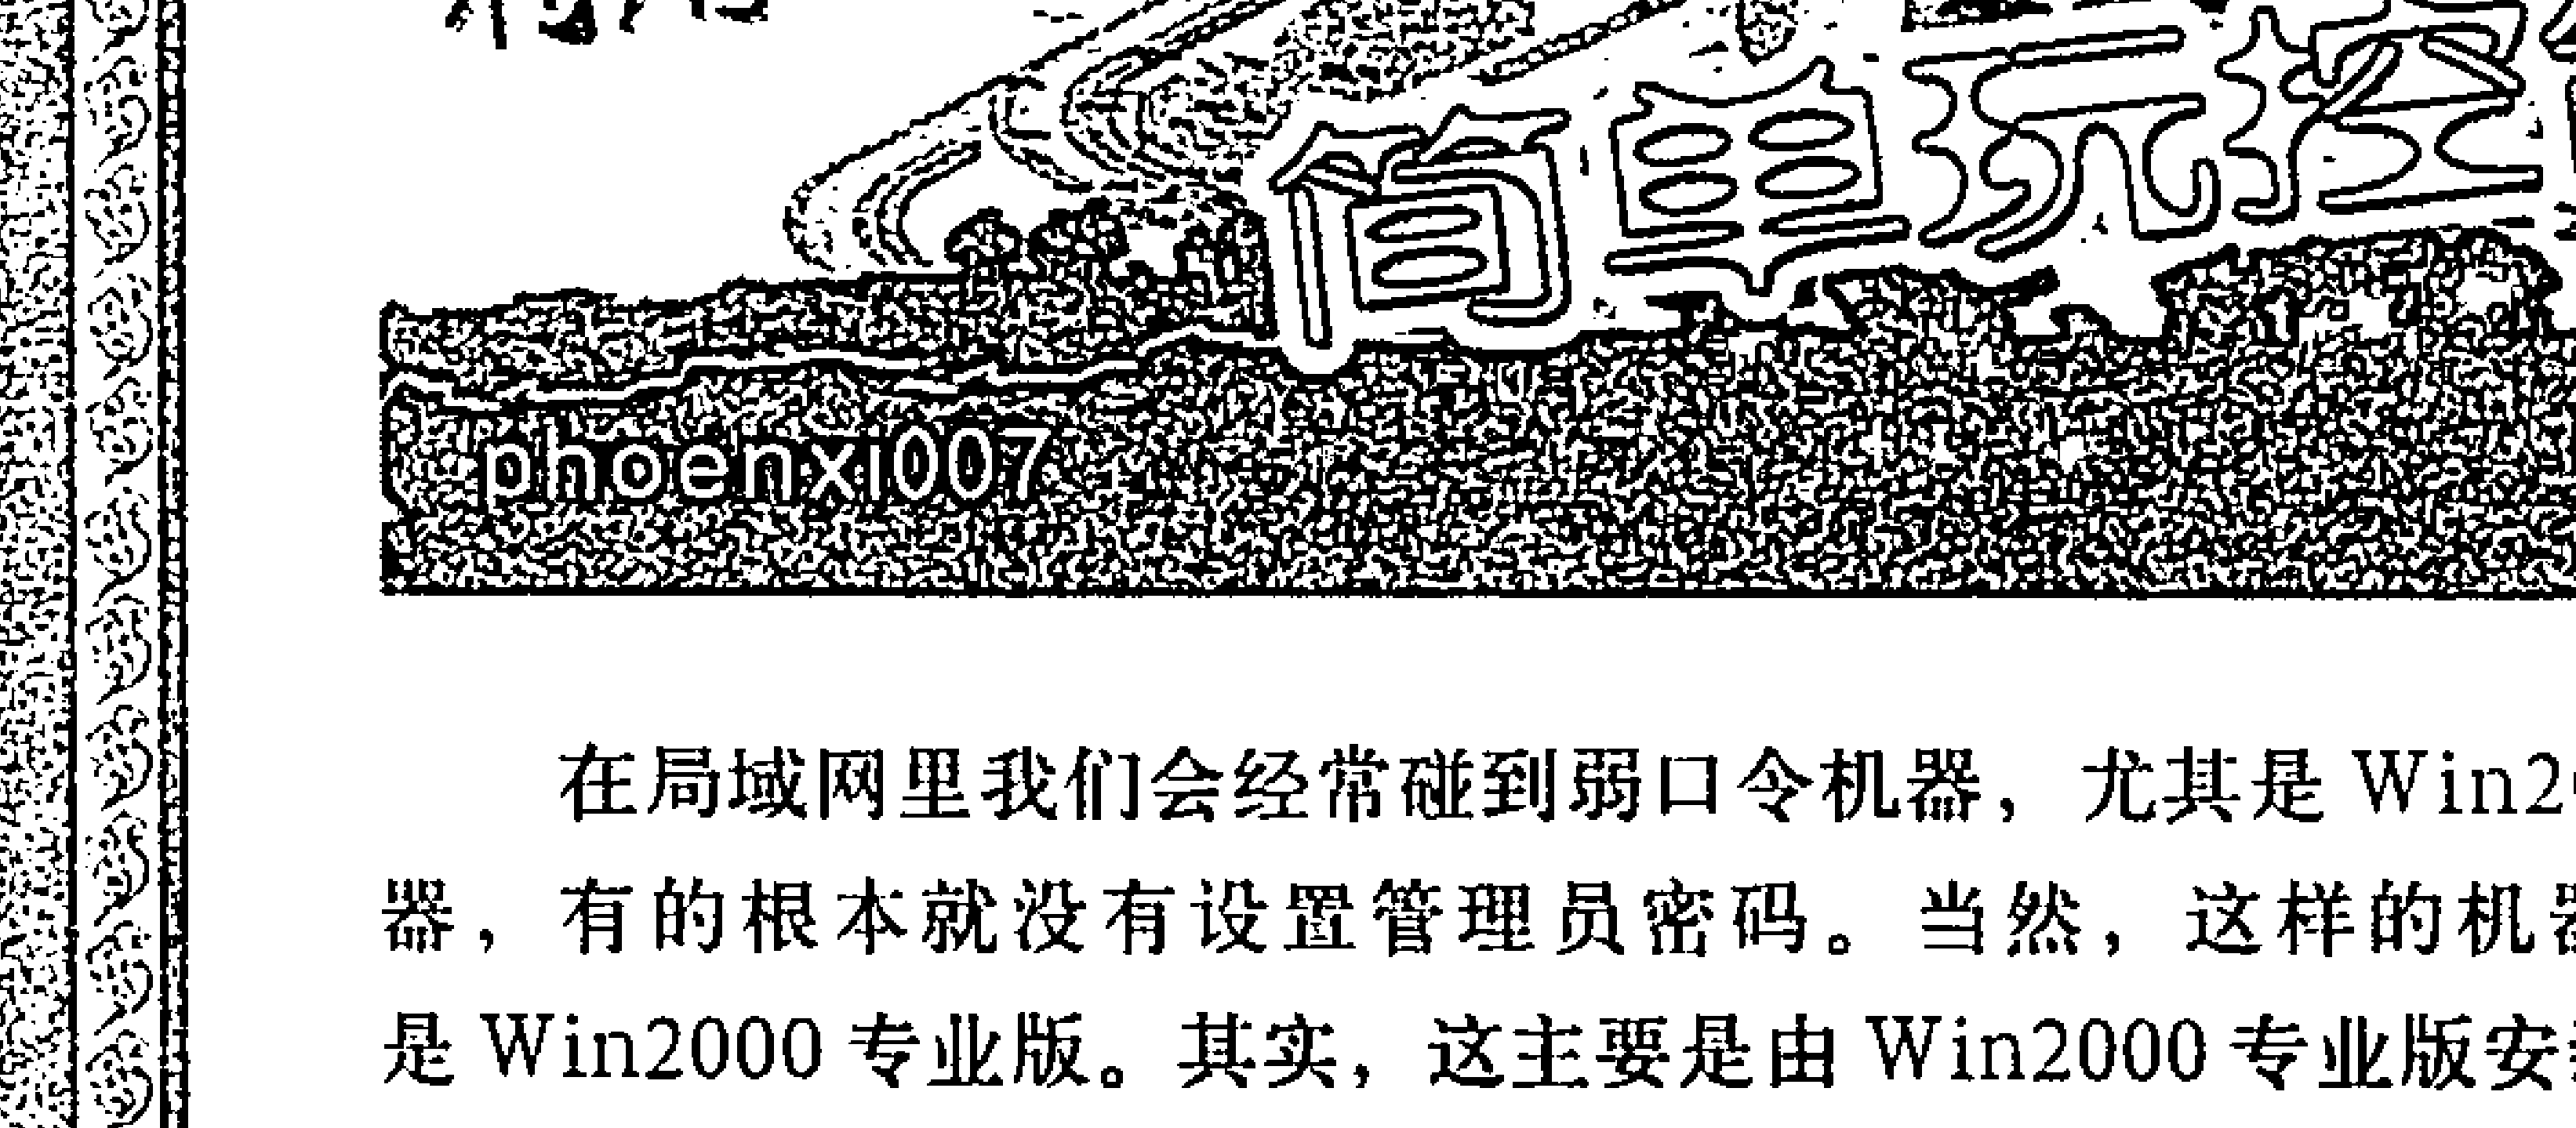 简单玩控
phoenxi007
在局域网里我们会经常碰到弱口令机器，尤其是 Win2
器，有的根本就没有设置管理员密码。当然，这样的机器
是 Win2000 专业版。其实，这主要是由 Win2000 专业版安